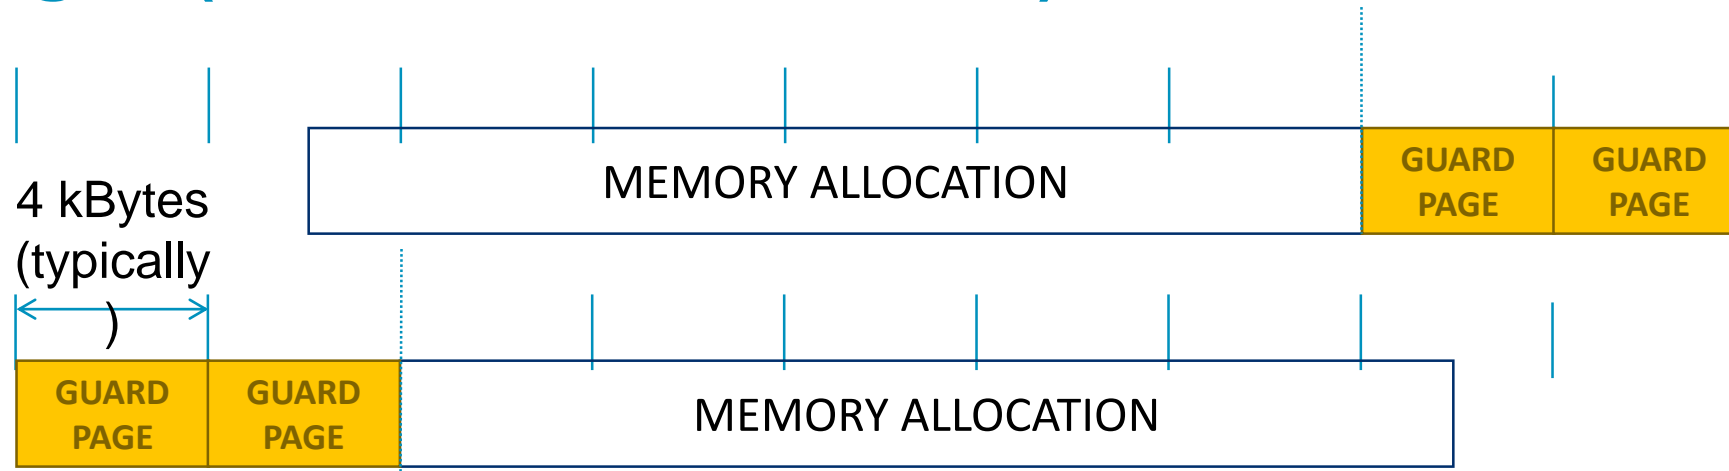 MEMORY ALLOCATION
GUARD
PAGE
GUARD
PAGE
4 kBytes
(typically
)
GUARD
PAGE
GUARD
PAGE
MEMORY ALLOCATION